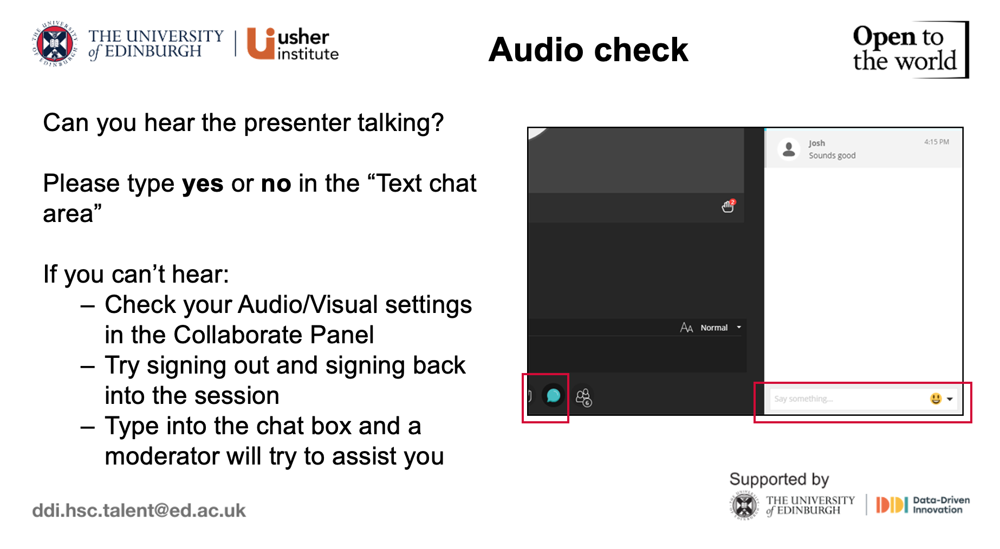 THE UNIVERSITY
of EDINBURGH
usher
institute
Audio check
Open to
the world
Can you hear the presenter talking?
Please type yes or no in the “Text chat
area”
If you can’t hear:
– Check your Audio/Visual settings
in the Collaborate Panel
– Try signing out and signing back
into the session
– Type into the chat box and a
moderator will try to assist you
Josh
4:15 PM
Sounds good
2
AA Normal
6
Say something...
Supported by
THE UNIVERSITY
of EDINBURGH
DDI
Data-Driven
Innovation
ddi.hsc.talent@ed.ac.uk